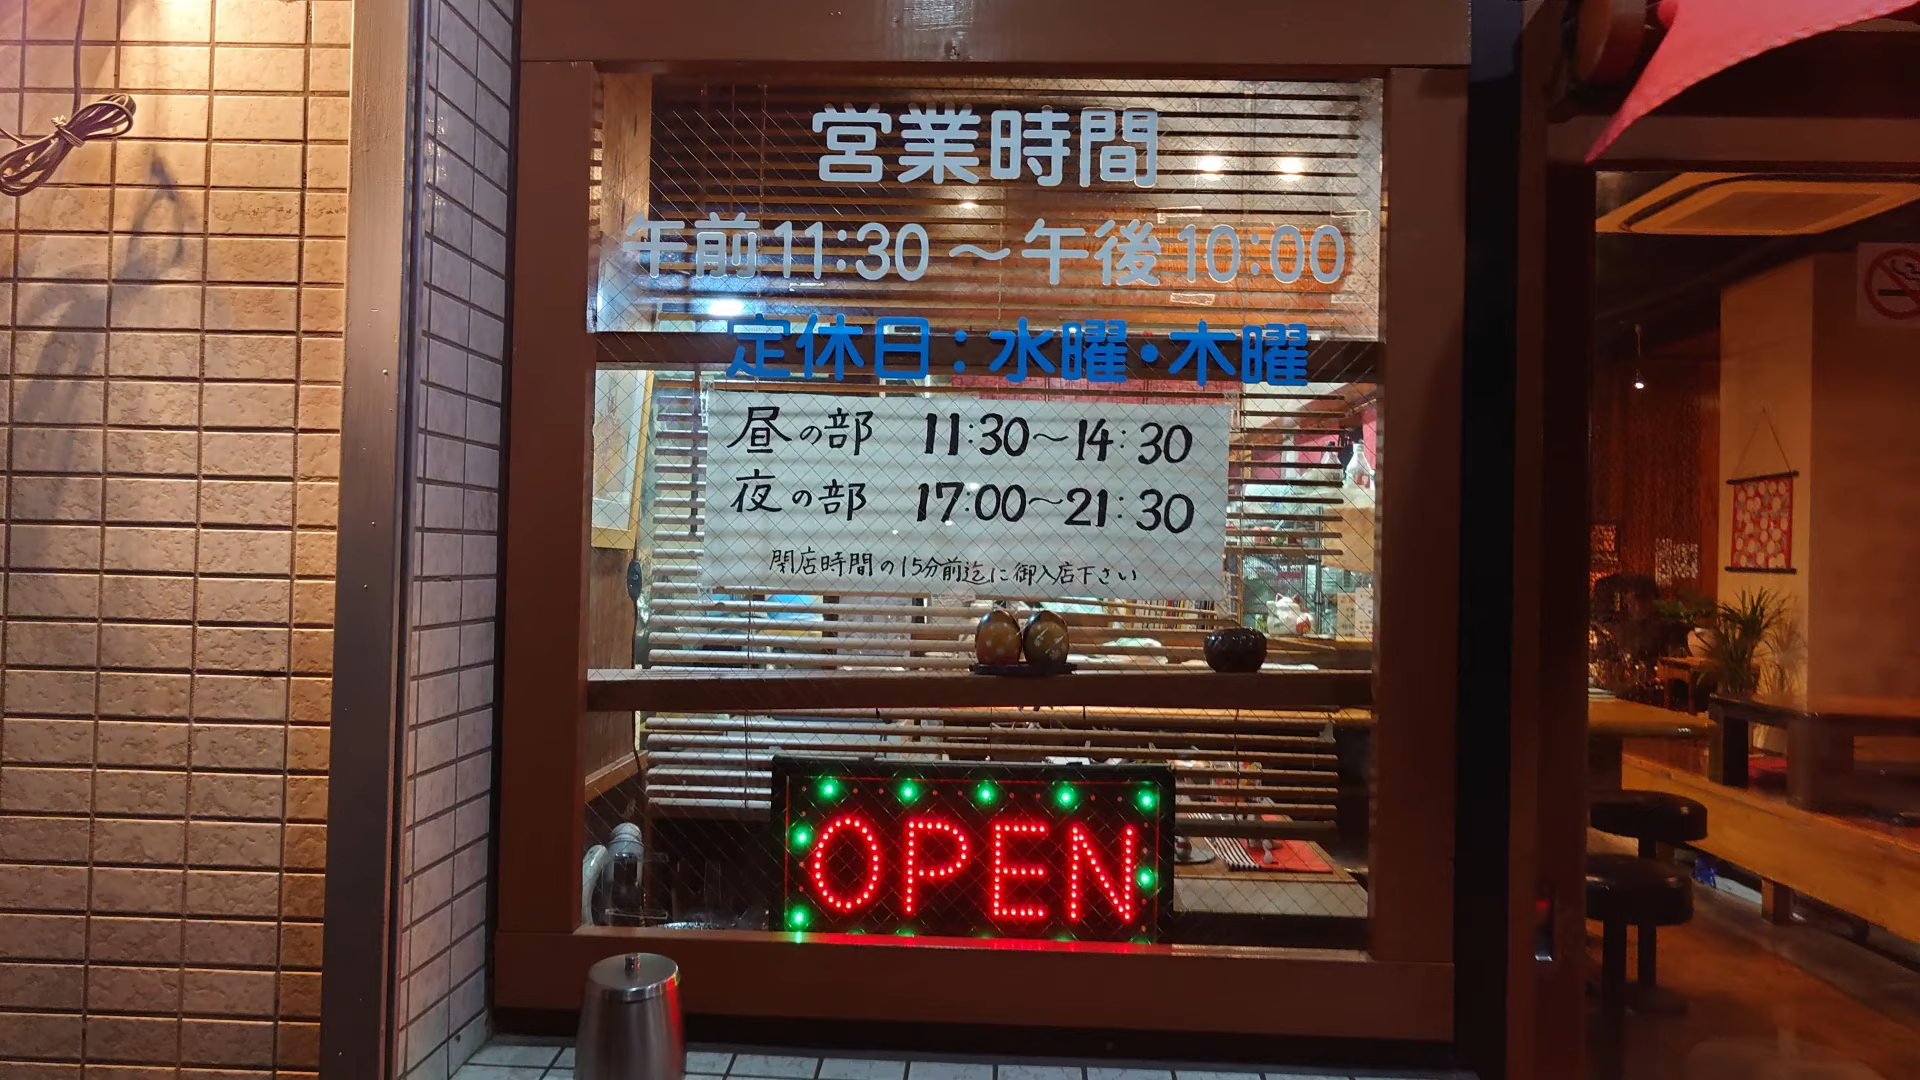 営業時間
午前11:30～午後10:00
定休日:水曜・木曜
昼の部 11:30～14:30
夜の部 17:00～21:30
閉店時間の15分前迄に御入店下さい
OPEN